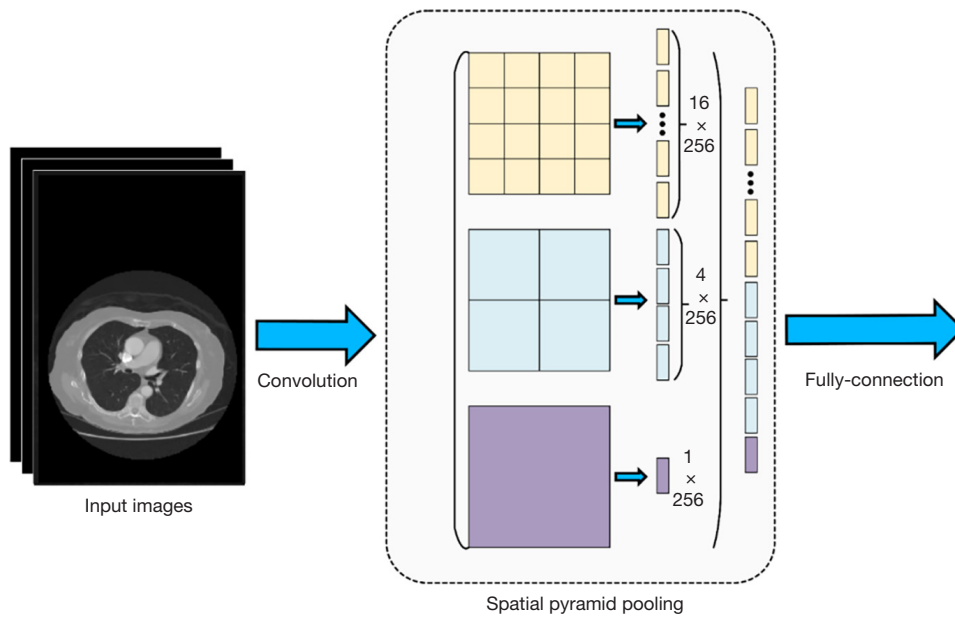 16
×
256
4
×
256
Convolution
Fully-connection
1
×
256
Input images
Spatial pyramid pooling